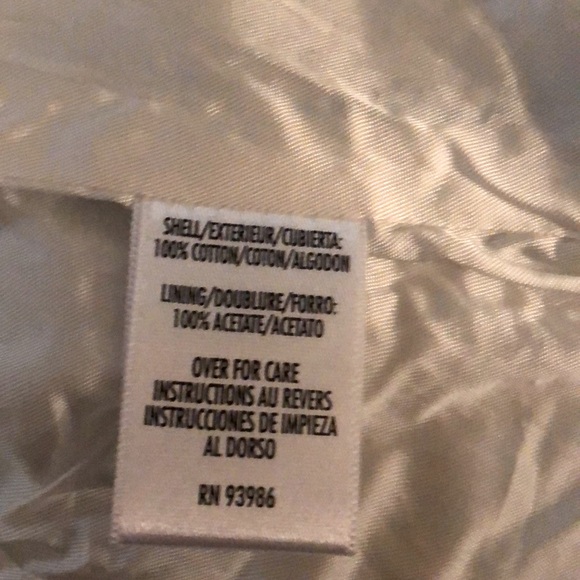 SHELL/EXTERIEUR/CUBIERTA:
100% COTTON/COTON/ALGODON
LINING/DOUBLURE/FORRO:
100% ACETATE/ACETATO
OVER FOR CARE
INSTRUCTIONS AU REVERS
INSTRUCCIONES DE IMPIEZA
AL DORSO
RN 93986